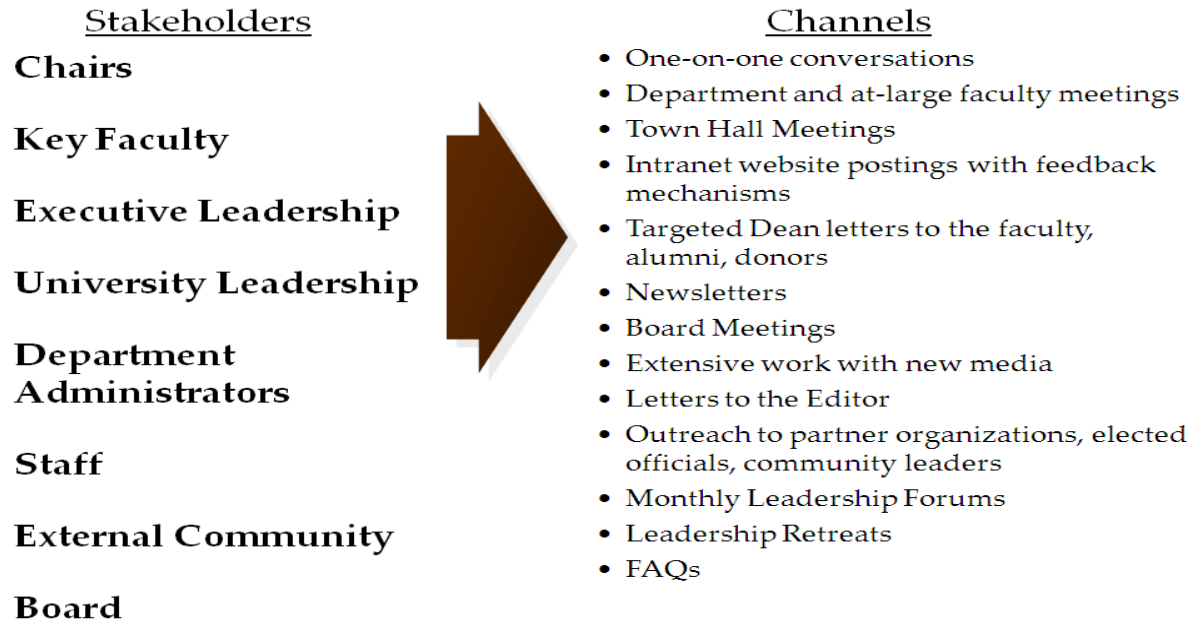 Stakeholders
Chairs
Key Faculty
Executive Leadership
University Leadership
Department
Administrators
Staff
External Community
Board
Channels
• One-on-one conversations
• Department and at-large faculty meetings
• Town Hall Meetings
• Intranet website postings with feedback
mechanisms
• Targeted Dean letters to the faculty,
alumni, donors
• Newsletters
• Board Meetings
• Extensive work with new media
• Letters to the Editor
• Outreach to partner organizations, elected
officials, community leaders
• Monthly Leadership Forums
• Leadership Retreats
• FAQs